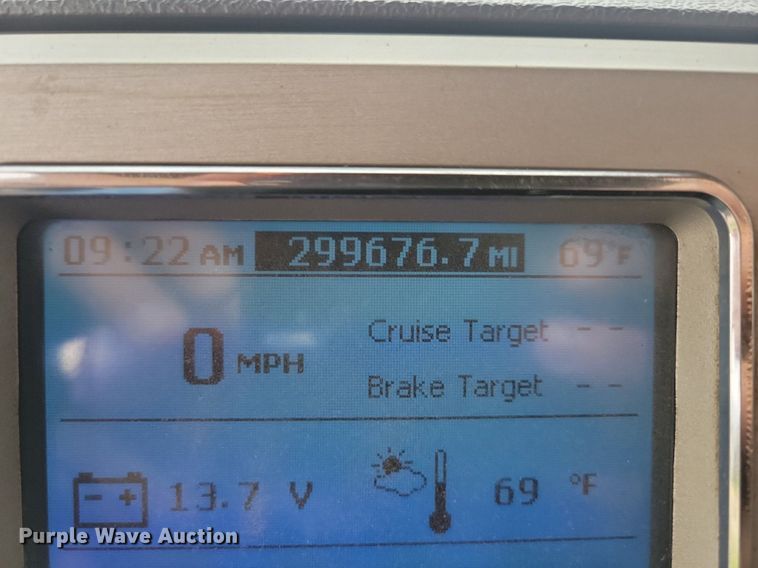 09:22 AM 299676.7 MI 69°F
0 MPH
Cruise Target - -
Brake Target - -
- + 13.7 V
69 °F
Purple Wave Auction